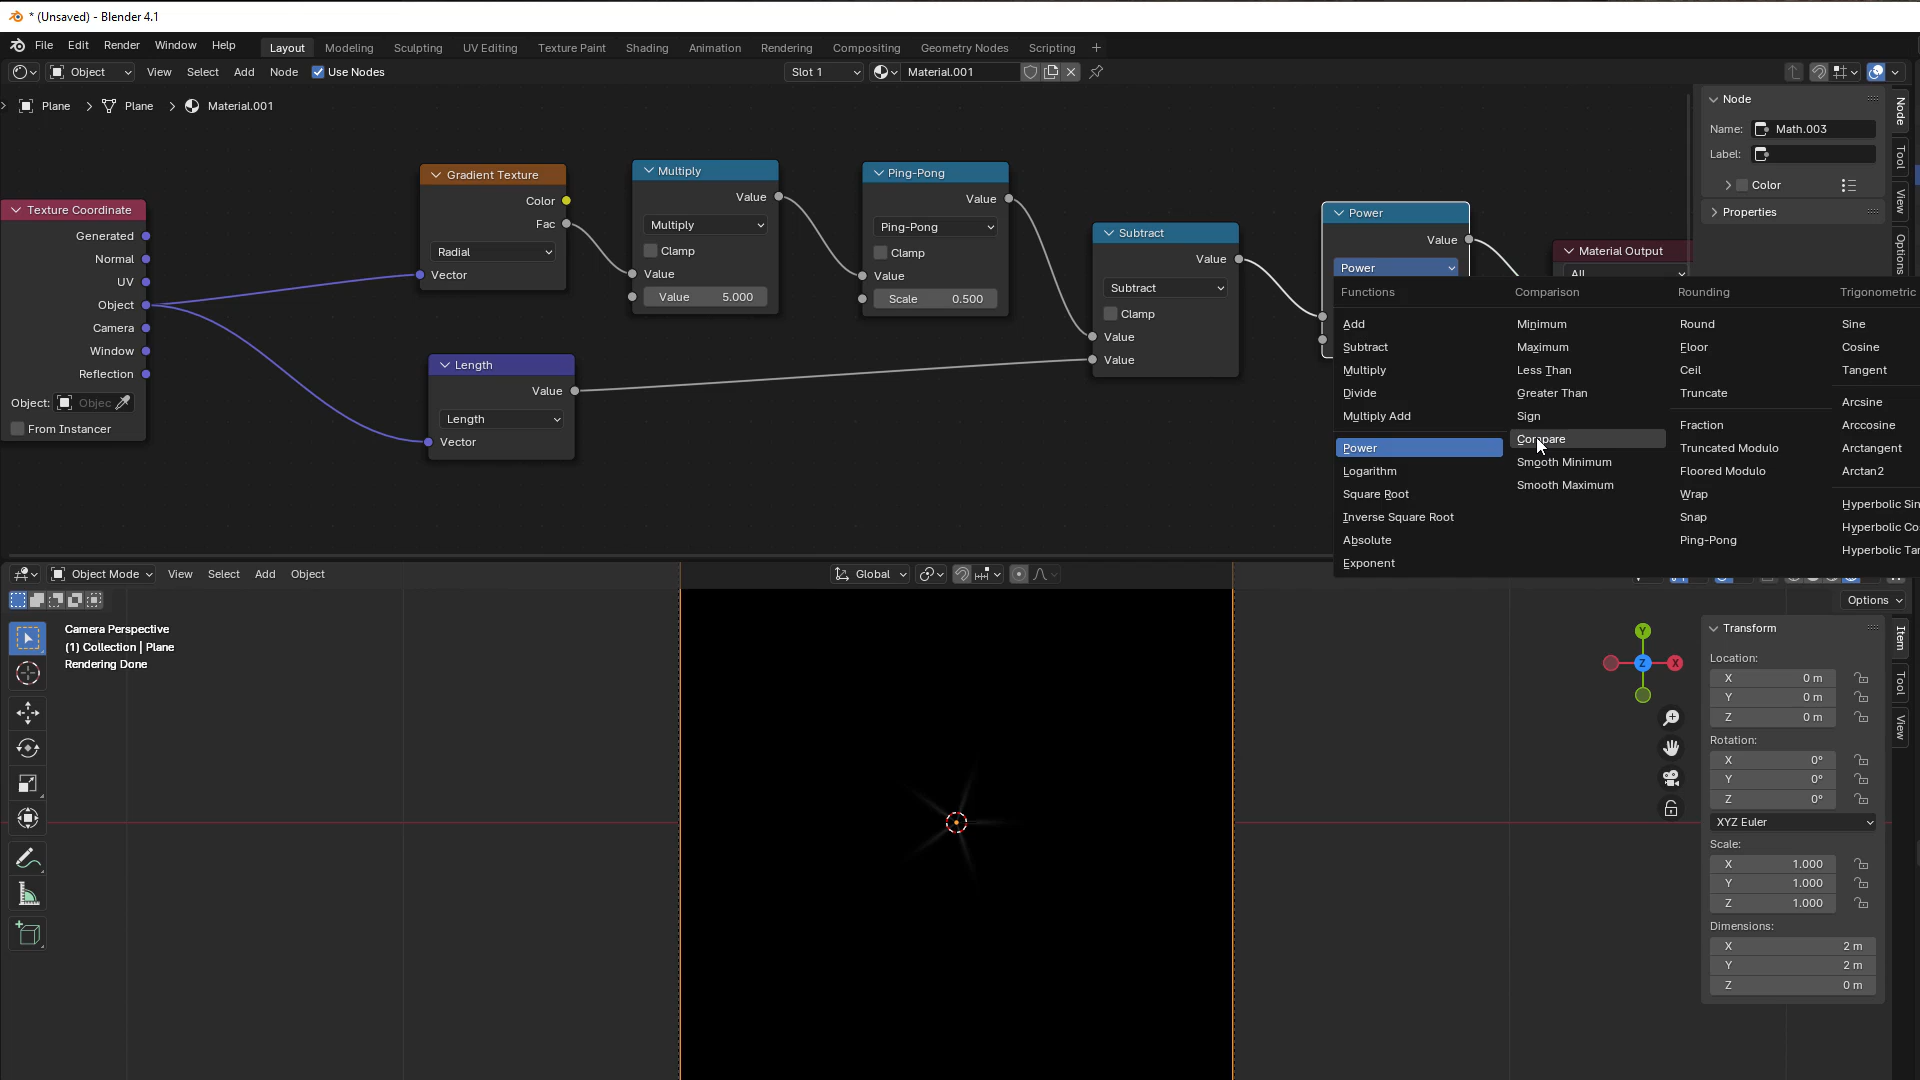 * (Unsaved) - Blender 4.1
File Edit Render Window Help Layout Modeling Sculpting UV Editing Texture Paint Shading Animation Rendering Compositing Geometry Nodes Scripting +
Object View Select Add Node Use Nodes Slot 1 Material.001
Plane Plane Material.001
Texture Coordinate
Generated
Normal
UV
Object
Camera
Window
Reflection
Object: Objec
From Instancer
Gradient Texture
Color
Fac
Radial
Vector
Length
Value
Length
Vector
Multiply
Value
Multiply
Clamp
Value
Value 5.000
Ping-Pong
Value
Ping-Pong
Clamp
Value
Scale 0.500
Subtract
Value
Subtract
Clamp
Value
Value
Power
Value
Power
Material Output
All
Functions
Add
Subtract
Multiply
Divide
Multiply Add
Power
Logarithm
Square Root
Inverse Square Root
Absolute
Exponent
Comparison
Minimum
Maximum
Less Than
Greater Than
Sign
Compare
Smooth Minimum
Smooth Maximum
Rounding
Round
Floor
Ceil
Truncate
Fraction
Truncated Modulo
Floored Modulo
Wrap
Snap
Ping-Pong
Trigonometric
Sine
Cosine
Tangent
Arcsine
Arccosine
Arctangent
Arctan2
Hyperbolic Sin
Hyperbolic Co
Hyperbolic Tan
Node
Name: Math.003
Label:
Color
Properties
Node
Tool
View
Options
Object Mode View Select Add Object Global
Options
Camera Perspective
(1) Collection | Plane
Rendering Done
Y
Z
X
Transform
Location:
X 0 m
Y 0 m
Z 0 m
Rotation:
X 0°
Y 0°
Z 0°
XYZ Euler
Scale:
X 1.000
Y 1.000
Z 1.000
Dimensions:
X 2 m
Y 2 m
Z 0 m
Item
Tool
View